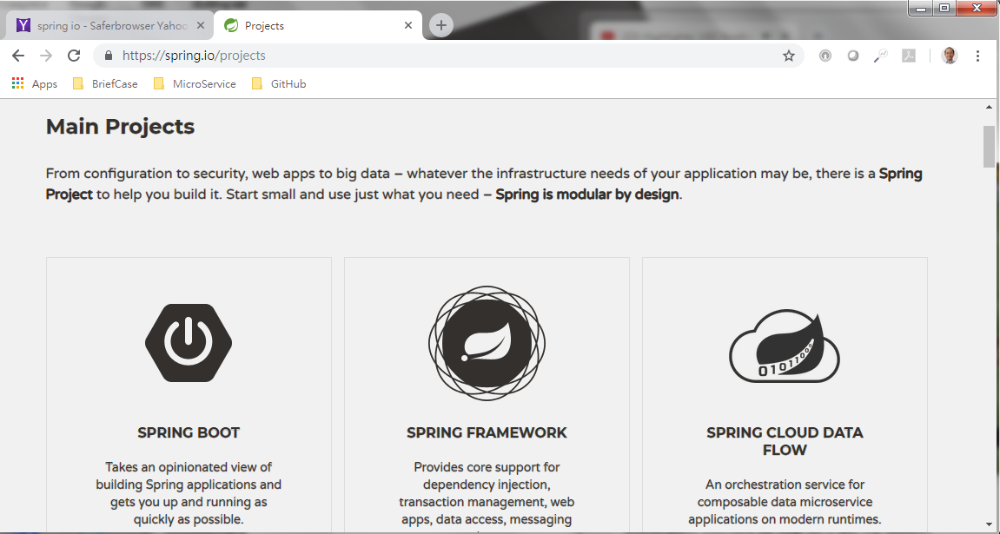 spring io - Saferbrowser Yahoo
Projects
https://spring.io/projects
Apps
BriefCase
MicroService
GitHub
Main Projects
From configuration to security, web apps to big data – whatever the infrastructure needs of your application may be, there is a Spring
Project to help you build it. Start small and use just what you need – Spring is modular by design.
SPRING BOOT
Takes an opinionated view of
building Spring applications and
gets you up and running as
quickly as possible.
SPRING FRAMEWORK
Provides core support for
dependency injection,
transaction management, web
apps, data access, messaging
0101100
SPRING CLOUD DATA
FLOW
An orchestration service for
composable data microservice
applications on modern runtimes.